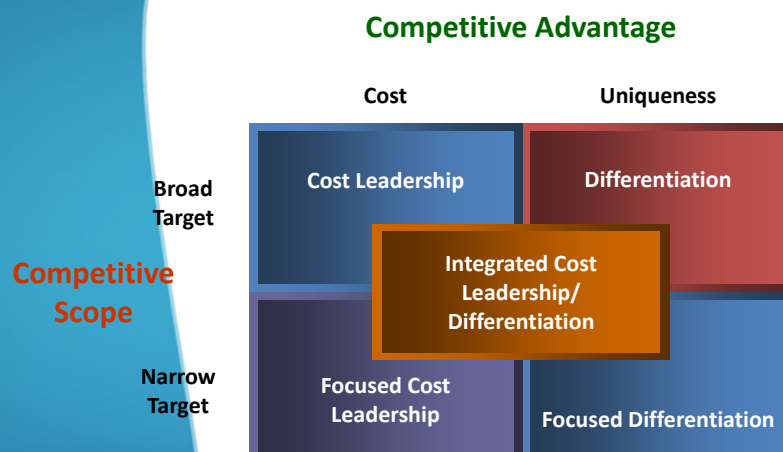 Competitive Advantage
Cost
Uniqueness
Broad
Target
Cost Leadership
Differentiation
Competitive
Scope
Integrated Cost
Leadership/
Differentiation
Narrow
Target
Focused Cost
Leadership
Focused Differentiation